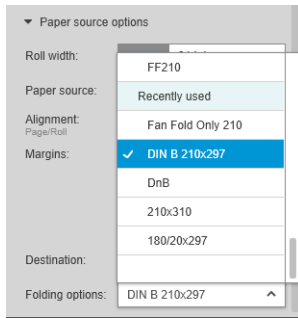 Paper source options
Roll width:
FF210
Paper source:
Recently used
Alignment:
Page/Roll
Fan Fold Only 210
Margins:
DIN B 210x297
DnB
210x310
180/20x297
Destination:
Folding options:
DIN B 210x297